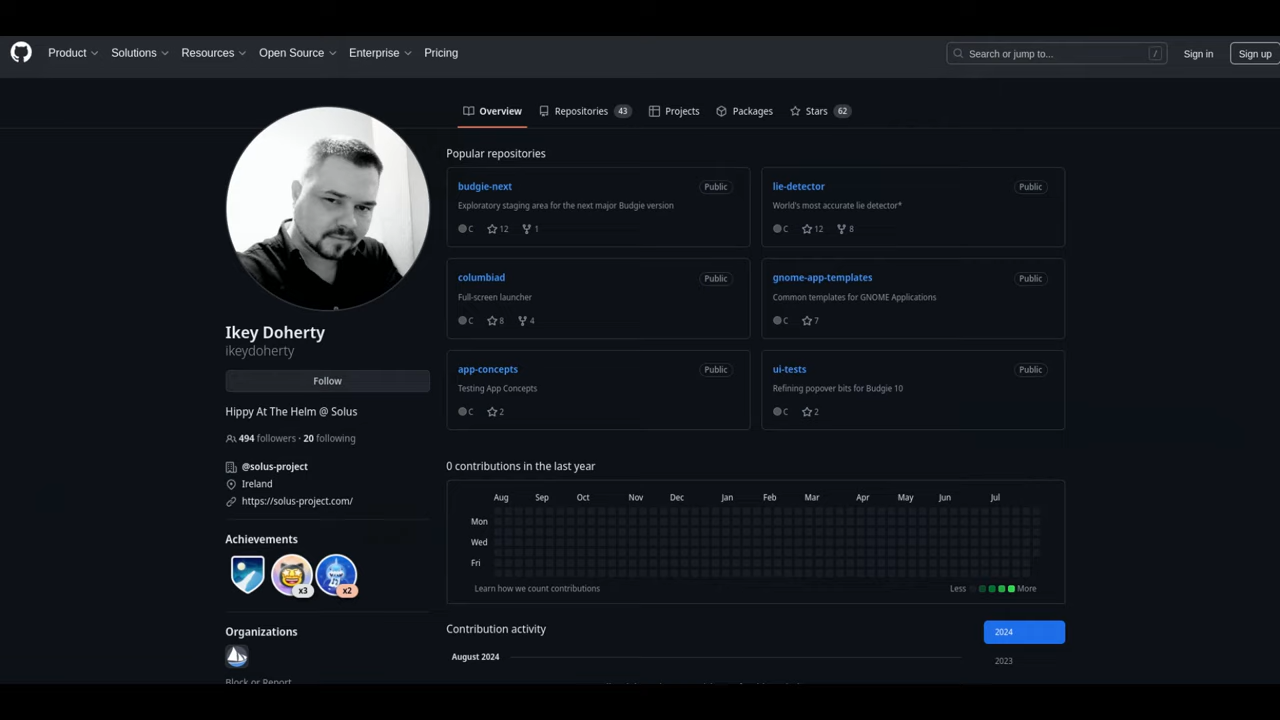 Product Solutions Resources Open Source Enterprise Pricing
Search or jump to... /
Sign in
Sign up
Overview
Repositories 43
Projects
Packages
Stars 62
Ikey Doherty
ikeydoherty
Follow
Hippy At The Helm @ Solus
494 followers · 20 following
@solus-project
Ireland
https://solus-project.com/
Achievements
x3
x2
Organizations
Block or Report
Popular repositories
budgie-next Public
Exploratory staging area for the next major Budgie version
C 12 1
lie-detector Public
World's most accurate lie detector*
C 12 8
columbiad Public
Full-screen launcher
C 8 4
gnome-app-templates Public
Common templates for GNOME Applications
C 7
app-concepts Public
Testing App Concepts
C 2
ui-tests Public
Refining popover bits for Budgie 10
C 2
0 contributions in the last year
Aug Sep Oct Nov Dec Jan Feb Mar Apr May Jun Jul
Mon
Wed
Fri
Learn how we count contributions
Less More
Contribution activity
2024
2023
August 2024